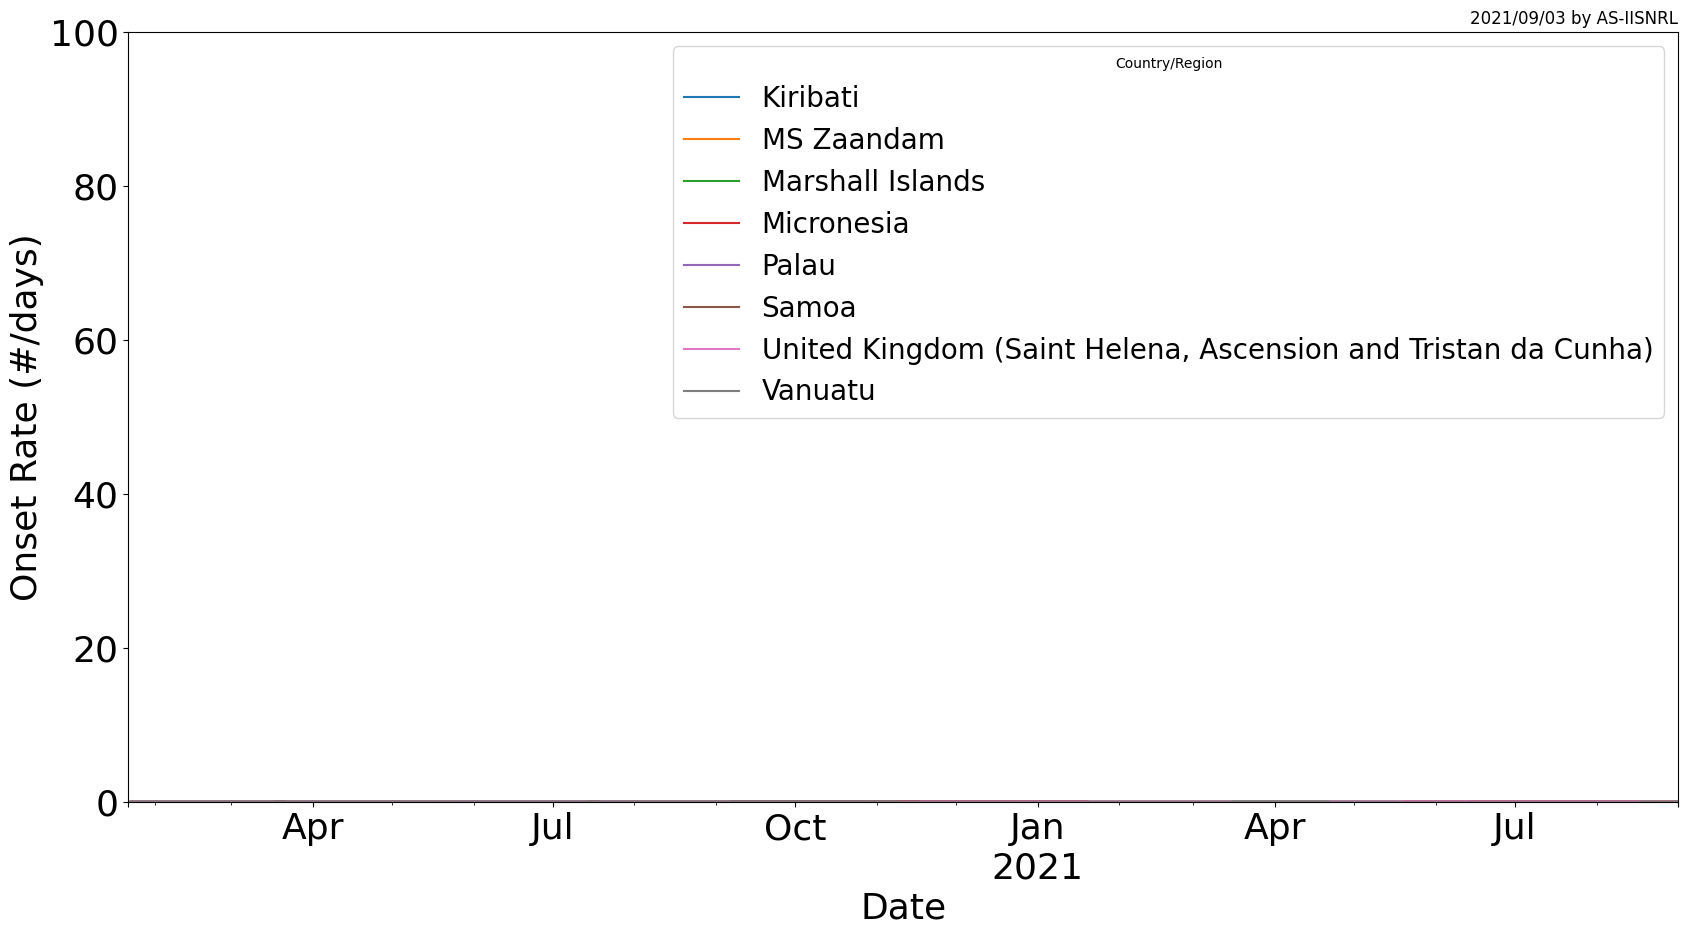 2021/09/03 by AS-IISNRL
100
80
60
40
20
0
Onset Rate (#/days)
Country/Region
Kiribati
MS Zaandam
Marshall Islands
Micronesia
Palau
Samoa
United Kingdom (Saint Helena, Ascension and Tristan da Cunha)
Vanuatu
Apr Jul Oct Jan Apr Jul
2021
Date